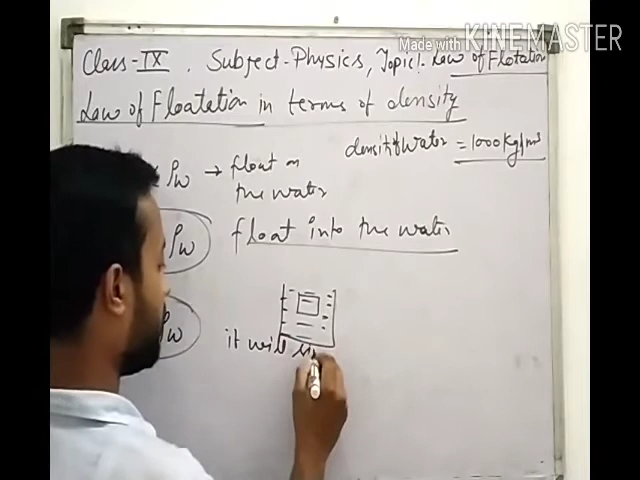 Made with KINEMASTER
Class-IX. Subject-Physics, Topic:- Law of Flotation
Law of Floatation in terms of density
density of water = 1000 Kg/m³
ρw → float on
the water
ρw float into the water
ρw
it will